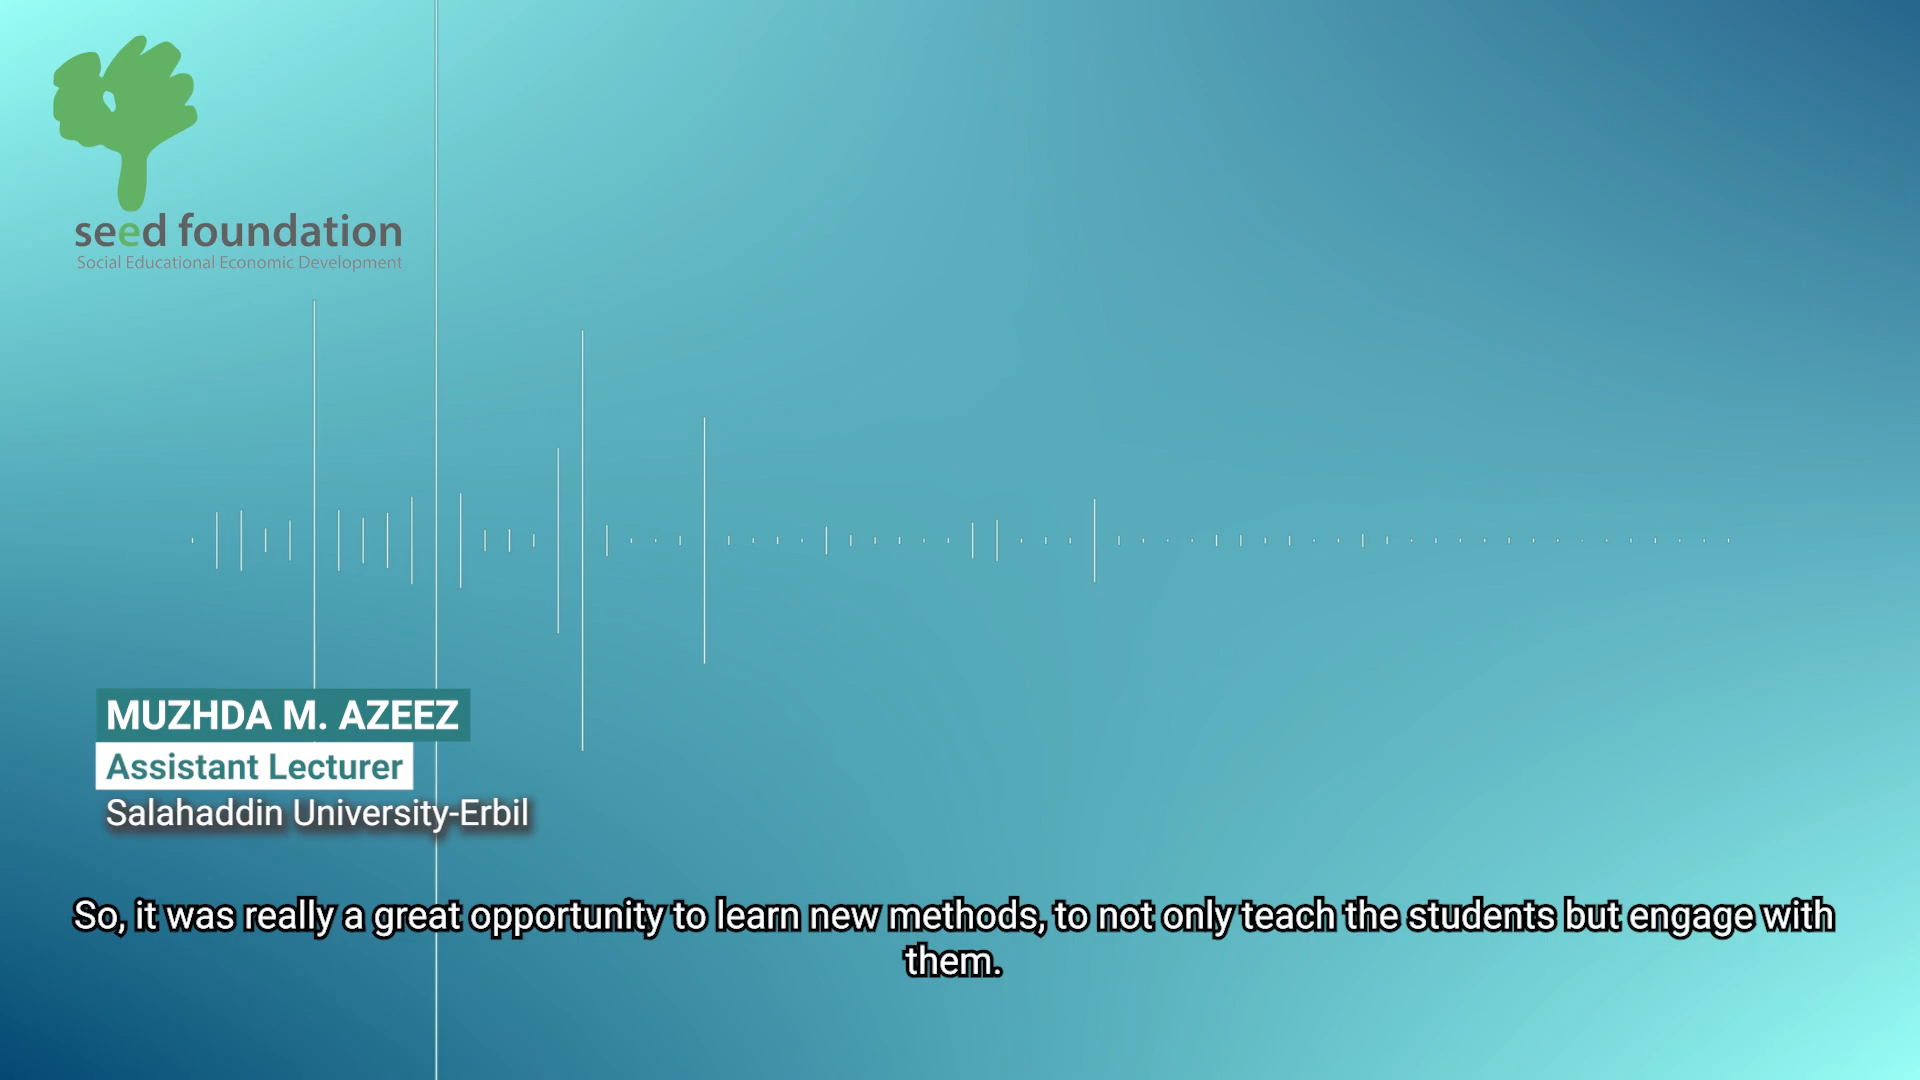 seed foundation
Social Educational Economic Development
MUZHDA M. AZEEZ
Assistant Lecturer
Salahaddin University-Erbil
So, it was really a great opportunity to learn new methods, to not only teach the students but engage with
them.